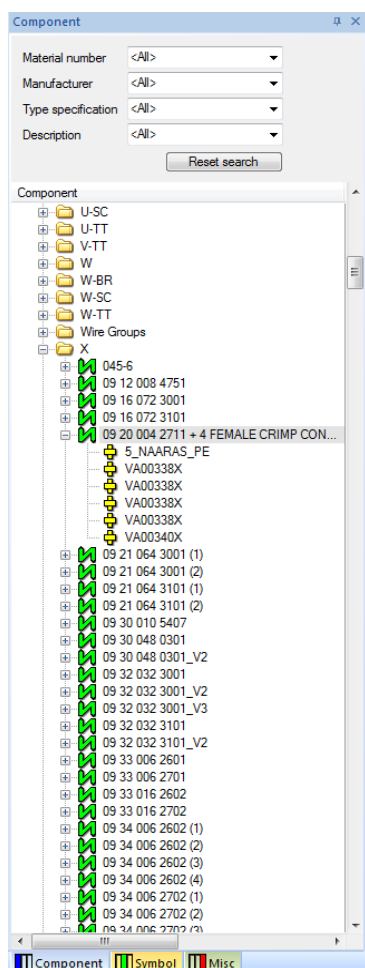 Component
Material number <All>
Manufacturer <All>
Type specification <All>
Description <All>
Reset search
Component
U-SC
U-TT
V-TT
W
W-BR
W-SC
W-TT
Wire Groups
X
045-6
09 12 008 4751
09 16 072 3001
09 16 072 3101
09 20 004 2711 + 4 FEMALE CRIMP CON...
5_NAARAS_PE
VA00338X
VA00338X
VA00338X
VA00338X
VA00340X
09 21 064 3001 (1)
09 21 064 3001 (2)
09 21 064 3101 (1)
09 21 064 3101 (2)
09 30 010 5407
09 30 048 0301
09 30 048 0301_V2
09 32 032 3001
09 32 032 3001_V2
09 32 032 3001_V3
09 32 032 3101
09 32 032 3101_V2
09 33 006 2601
09 33 006 2701
09 33 016 2602
09 33 016 2702
09 34 006 2602 (1)
09 34 006 2602 (2)
09 34 006 2602 (3)
09 34 006 2602 (4)
09 34 006 2702 (1)
09 34 006 2702 (2)
09 34 006 2702 (3)
Component Symbol Misc